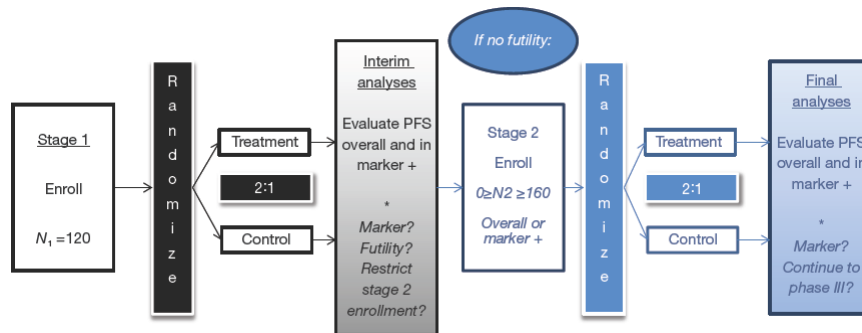 Stage 1
Enroll
N₁ =120
Randomize
Treatment
2:1
Control
Interim
analyses
Evaluate PFS
overall and in
marker +
*
Marker?
Futility?
Restrict
stage 2
enrollment?
If no futility:
Stage 2
Enroll
0≥N2 ≥160
Overall or
marker +
Randomize
Treatment
2:1
Control
Final
analyses
Evaluate PFS
overall and in
marker +
*
Marker?
Continue to
phase III?